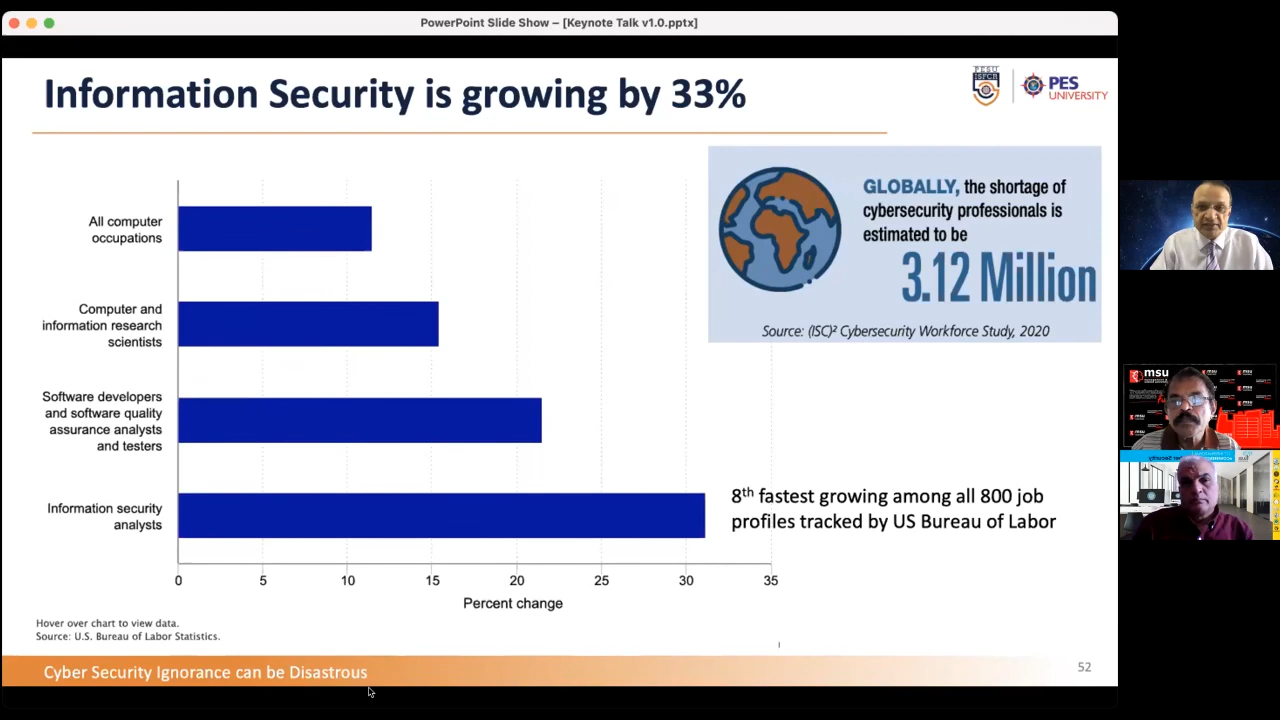 PowerPoint Slide Show – [Keynote Talk v1.0.pptx]
Information Security is growing by 33%
PESU
ISFCR
PES
UNIVERSITY
GLOBALLY, the shortage of
cybersecurity professionals is
estimated to be
3.12 Million
Source: (ISC)² Cybersecurity Workforce Study, 2020
All computer
occupations
Computer and
information research
scientists
Software developers
and software quality
assurance analysts
and testers
Information security
analysts
8th fastest growing among all 800 job
profiles tracked by US Bureau of Labor
0 5 10 15 20 25 30 35
Percent change
Hover over chart to view data.
Source: U.S. Bureau of Labor Statistics.
Cyber Security Ignorance can be Disastrous
52
msu